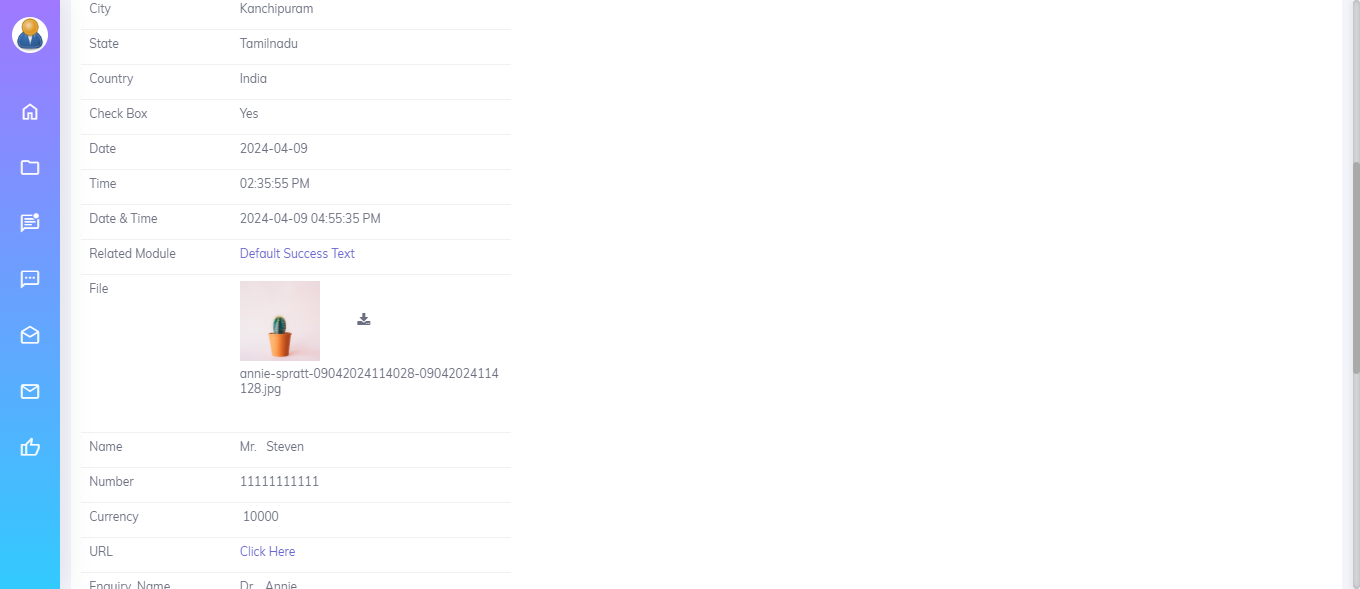 City Kanchipuram
State Tamilnadu
Country India
Check Box Yes
Date 2024-04-09
Time 02:35:55 PM
Date & Time 2024-04-09 04:55:35 PM
Related Module Default Success Text
File
annie-spratt-09042024114028-09042024114
128.jpg
Name Mr. Steven
Number 11111111111
Currency 10000
URL Click Here
Enquiry Name Dr. Annie